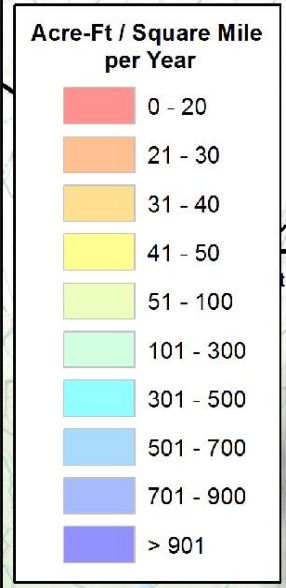 Acre-Ft / Square Mile
per Year
0 - 20
21 - 30
31 - 40
41 - 50
51 - 100
101 - 300
301 - 500
501 - 700
701 - 900
> 901